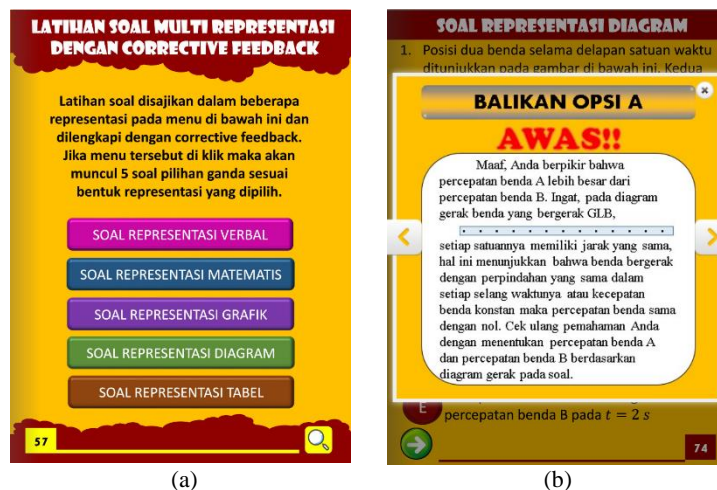 LATIHAN SOAL MULTI REPRESENTASI
DENGAN CORRECTIVE FEEDBACK
Latihan soal disajikan dalam beberapa
representasi pada menu di bawah ini dan
dilengkapi dengan corrective feedback.
Jika menu tersebut di klik maka akan
muncul 5 soal pilihan ganda sesuai
bentuk representasi yang dipilih.
SOAL REPRESENTASI VERBAL
SOAL REPRESENTASI MATEMATIS
SOAL REPRESENTASI GRAFIK
SOAL REPRESENTASI DIAGRAM
SOAL REPRESENTASI TABEL
57
(a)
SOAL REPRESENTASI DIAGRAM
1. Posisi dua benda selama delapan satuan waktu
ditunjukkan pada gambar di bawah ini. Kedua
BALIKAN OPSI A
AWAS!!
Maaf, Anda berpikir bahwa
percepatan benda A lebih besar dari
percepatan benda B. Ingat, pada diagram
gerak benda yang bergerak GLB,
setiap satuannya memiliki jarak yang sama,
hal ini menunjukkan bahwa benda bergerak
dengan perpindahan yang sama dalam
setiap selang waktunya atau kecepatan
benda konstan maka percepatan benda sama
dengan nol. Cek ulang pemahaman Anda
dengan menentukan percepatan benda A
dan percepatan benda B berdasarkan
diagram gerak pada soal.
E
percepatan benda B pada t = 2 s
74
(b)